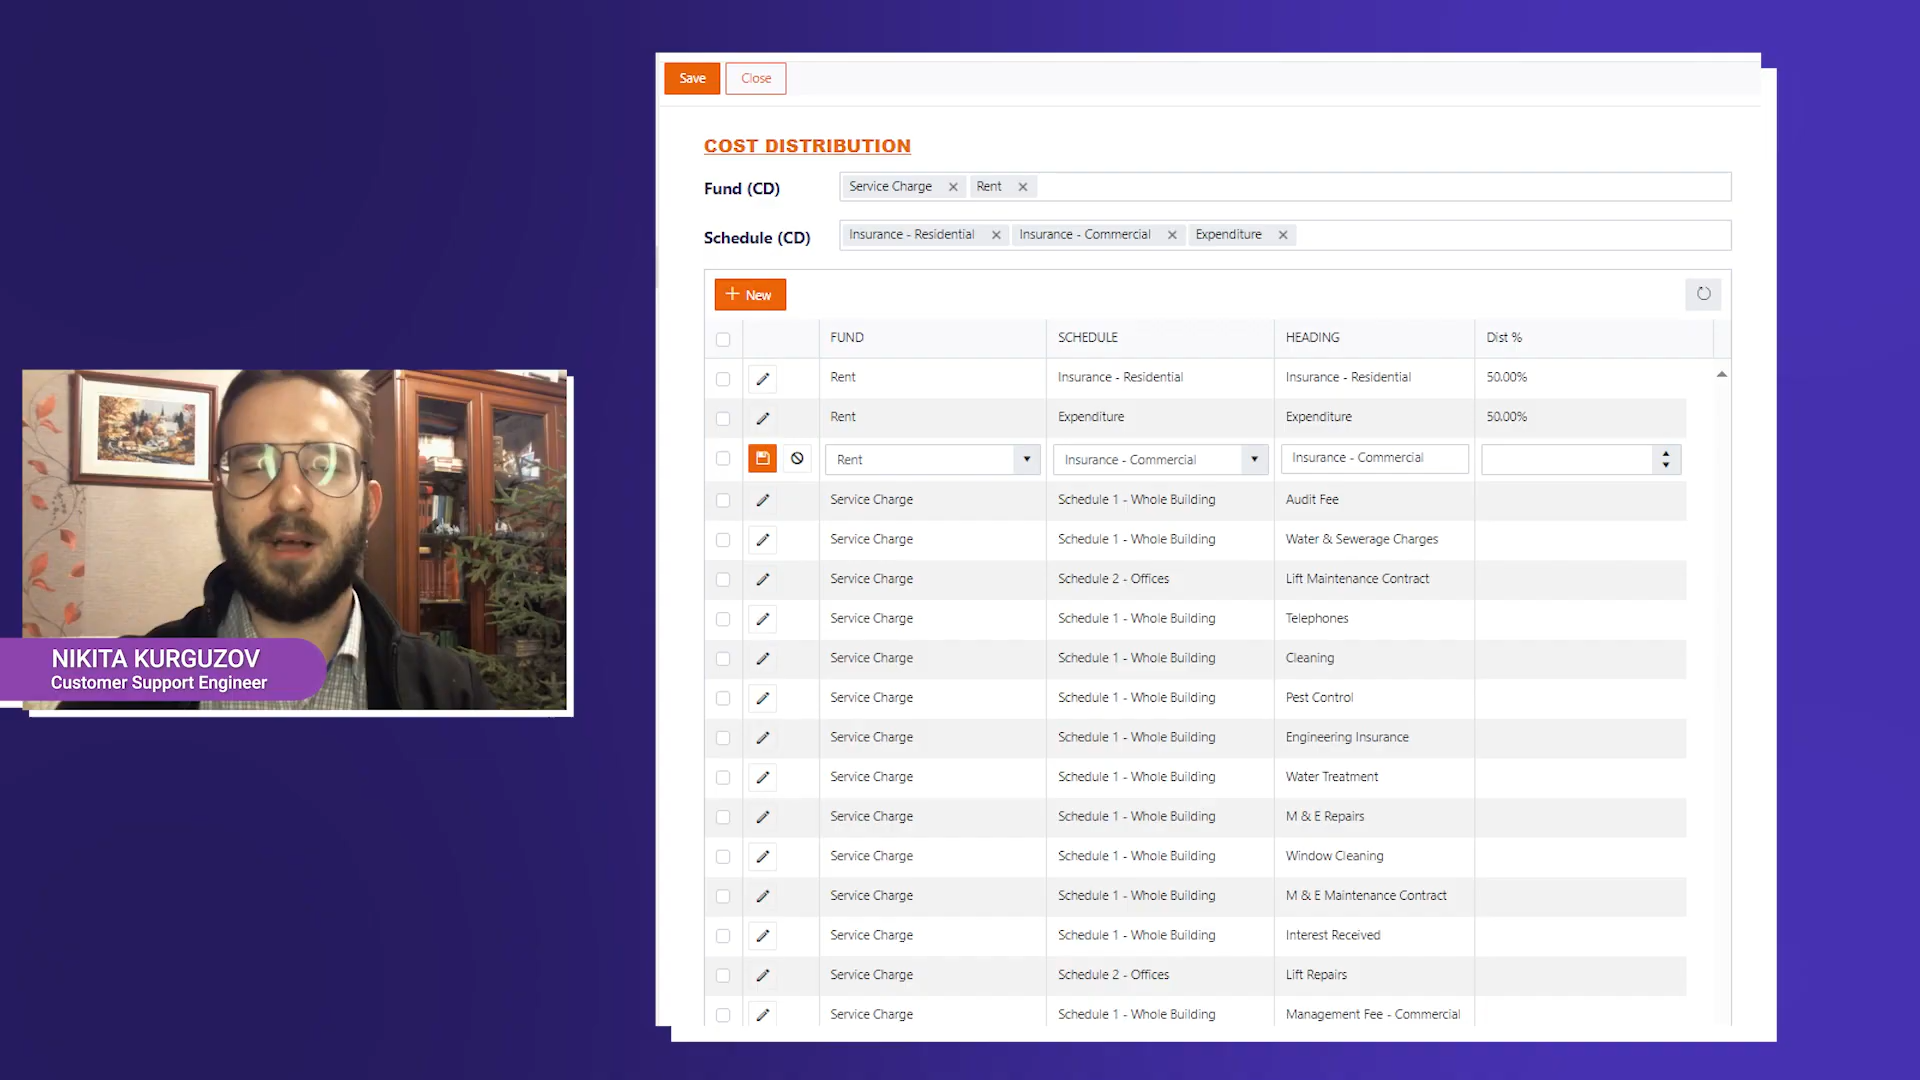 Save Close
COST DISTRIBUTION
Fund (CD) Service Charge Rent
Schedule (CD) Insurance - Residential Insurance - Commercial Expenditure
New
FUND SCHEDULE HEADING Dist %
Rent Insurance - Residential Insurance - Residential 50.00%
Rent Expenditure Expenditure 50.00%
Rent Insurance - Commercial Insurance - Commercial
Service Charge Schedule 1 - Whole Building Audit Fee
Service Charge Schedule 1 - Whole Building Water & Sewerage Charges
Service Charge Schedule 2 - Offices Lift Maintenance Contract
Service Charge Schedule 1 - Whole Building Telephones
Service Charge Schedule 1 - Whole Building Cleaning
Service Charge Schedule 1 - Whole Building Pest Control
Service Charge Schedule 1 - Whole Building Engineering Insurance
Service Charge Schedule 1 - Whole Building Water Treatment
Service Charge Schedule 1 - Whole Building M & E Repairs
Service Charge Schedule 1 - Whole Building Window Cleaning
Service Charge Schedule 1 - Whole Building M & E Maintenance Contract
Service Charge Schedule 1 - Whole Building Interest Received
Service Charge Schedule 2 - Offices Lift Repairs
Service Charge Schedule 1 - Whole Building Management Fee - Commercial
NIKITA KURGUZOV
Customer Support Engineer